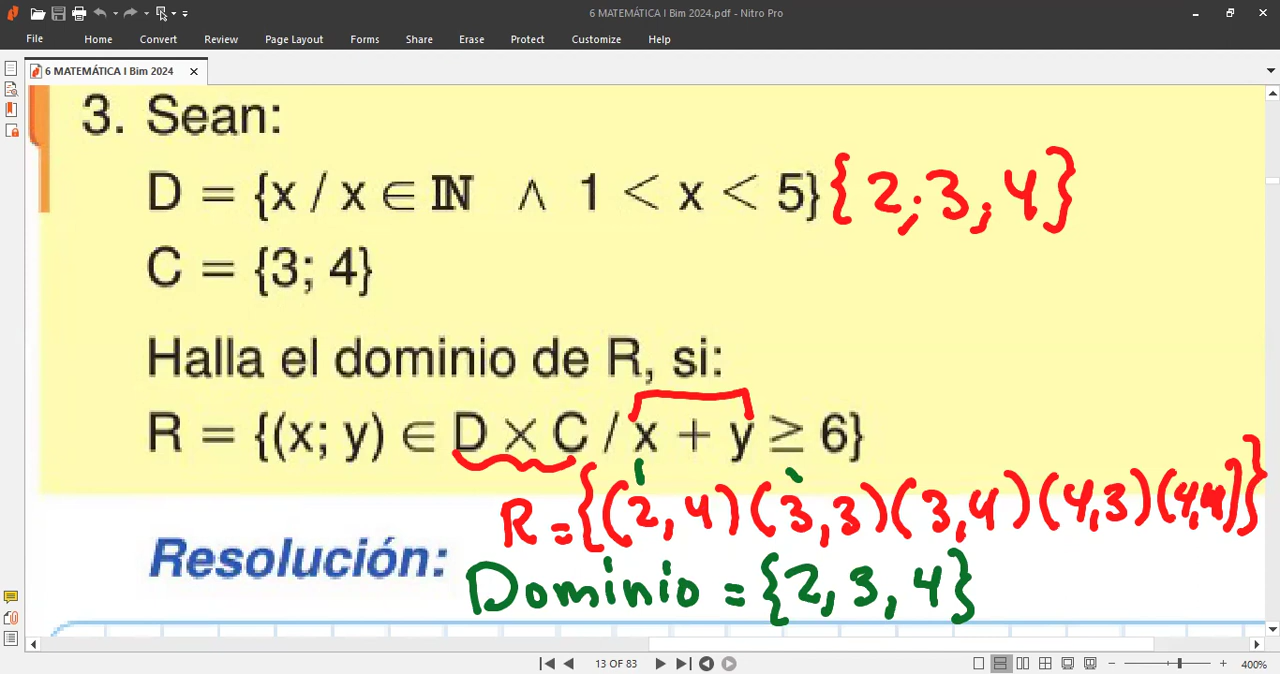 6 MATEMÁTICA I Bim 2024.pdf - Nitro Pro
File Home Convert Review Page Layout Forms Share Erase Protect Customize Help
6 MATEMÁTICA I Bim 2024
3. Sean:
D = {x / x ∈ ℕ ∧ 1 < x < 5} {2; 3, 4}
C = {3; 4}
Halla el dominio de R, si:
R = {(x; y) ∈ D × C / x + y ≥ 6}
R = {(2, 4) (3, 3) (3, 4) (4, 3) (4, 4)}
Resolución:
Dominio = {2, 3, 4}
13 OF 83
400%